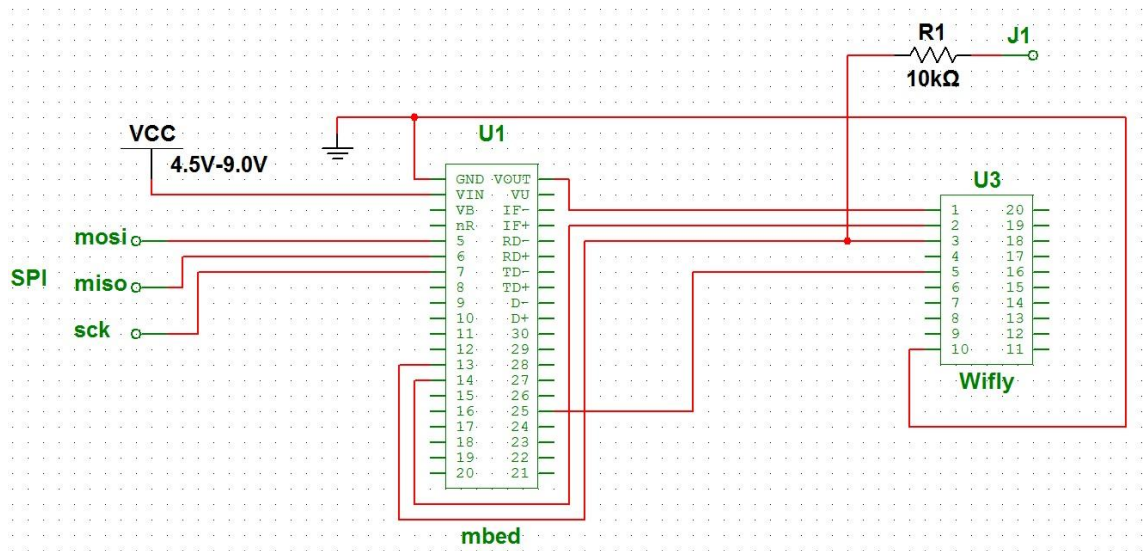 R1
J1
10kΩ
VCC
4.5V-9.0V
U1
U3
GND VOUT
VIN VU
VB IF-
nR IF+
5 RD-
6 RD+
7 TD-
8 TD+
9 D-
10 D+
11 30
12 29
13 28
14 27
15 26
16 25
17 24
18 23
19 22
20 21
mbed
mosi
SPI
miso
sck
1 20
2 19
3 18
4 17
5 16
6 15
7 14
8 13
9 12
10 11
Wifly